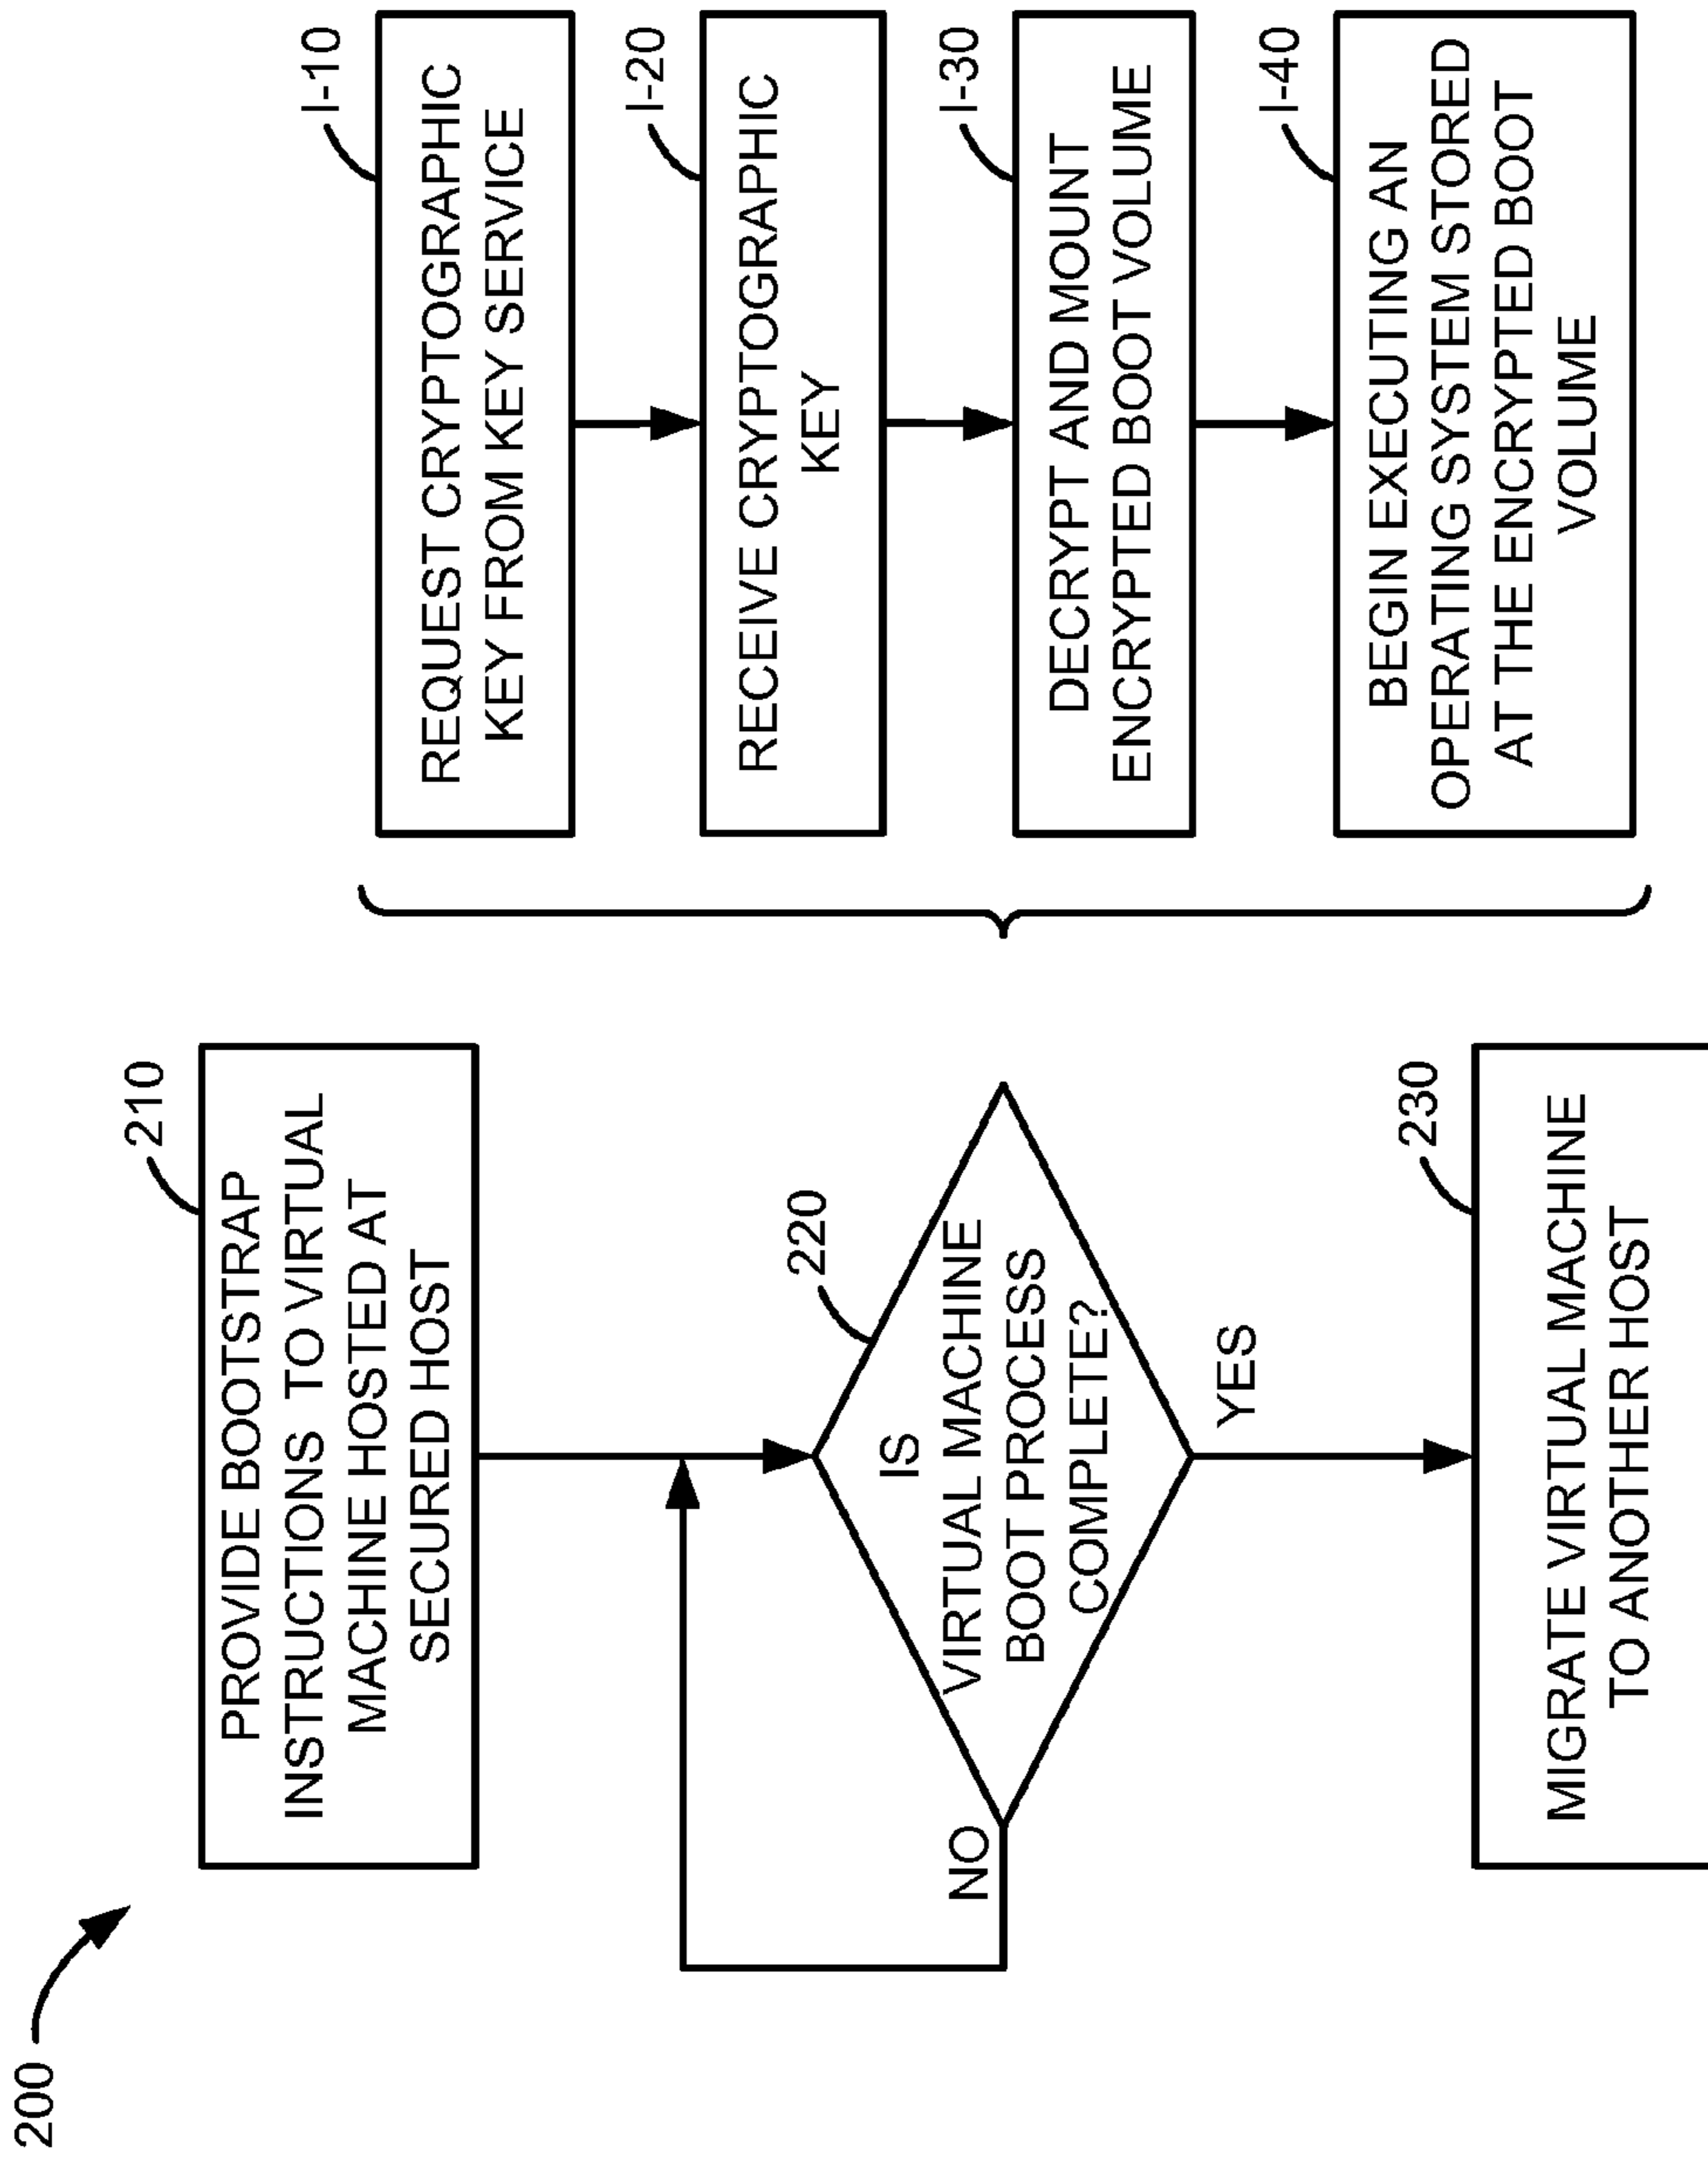 200
210
PROVIDE BOOTSTRAP
INSTRUCTIONS TO VIRTUAL
MACHINE HOSTED AT
SECURED HOST
220
IS
VIRTUAL MACHINE
BOOT PROCESS
COMPLETE?
NO
YES
230
MIGRATE VIRTUAL MACHINE
TO ANOTHER HOST
I-10
REQUEST CRYPTOGRAPHIC
KEY FROM KEY SERVICE
I-20
RECEIVE CRYPTOGRAPHIC
KEY
I-30
DECRYPT AND MOUNT
ENCRYPTED BOOT VOLUME
I-40
BEGIN EXECUTING AN
OPERATING SYSTEM STORED
AT THE ENCRYPTED BOOT
VOLUME